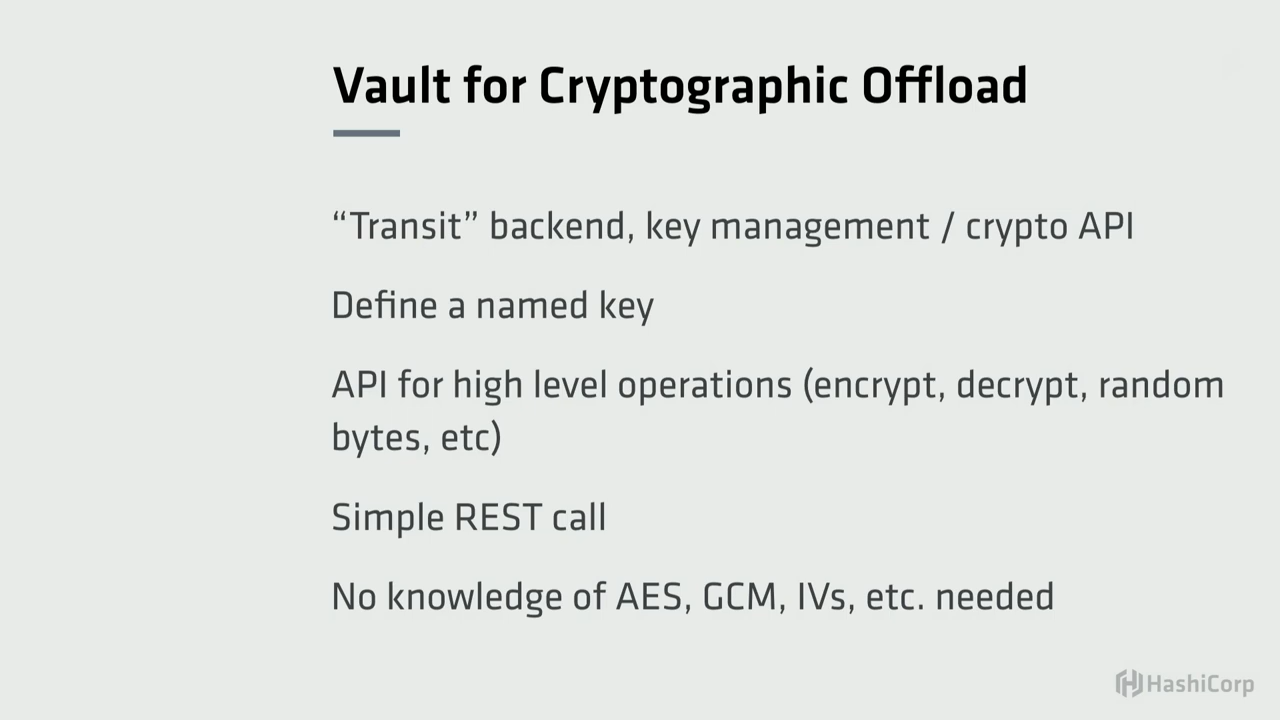 Vault for Cryptographic Offload
“Transit” backend, key management / crypto API
Define a named key
API for high level operations (encrypt, decrypt, random
bytes, etc)
Simple REST call
No knowledge of AES, GCM, IVs, etc. needed
HashiCorp